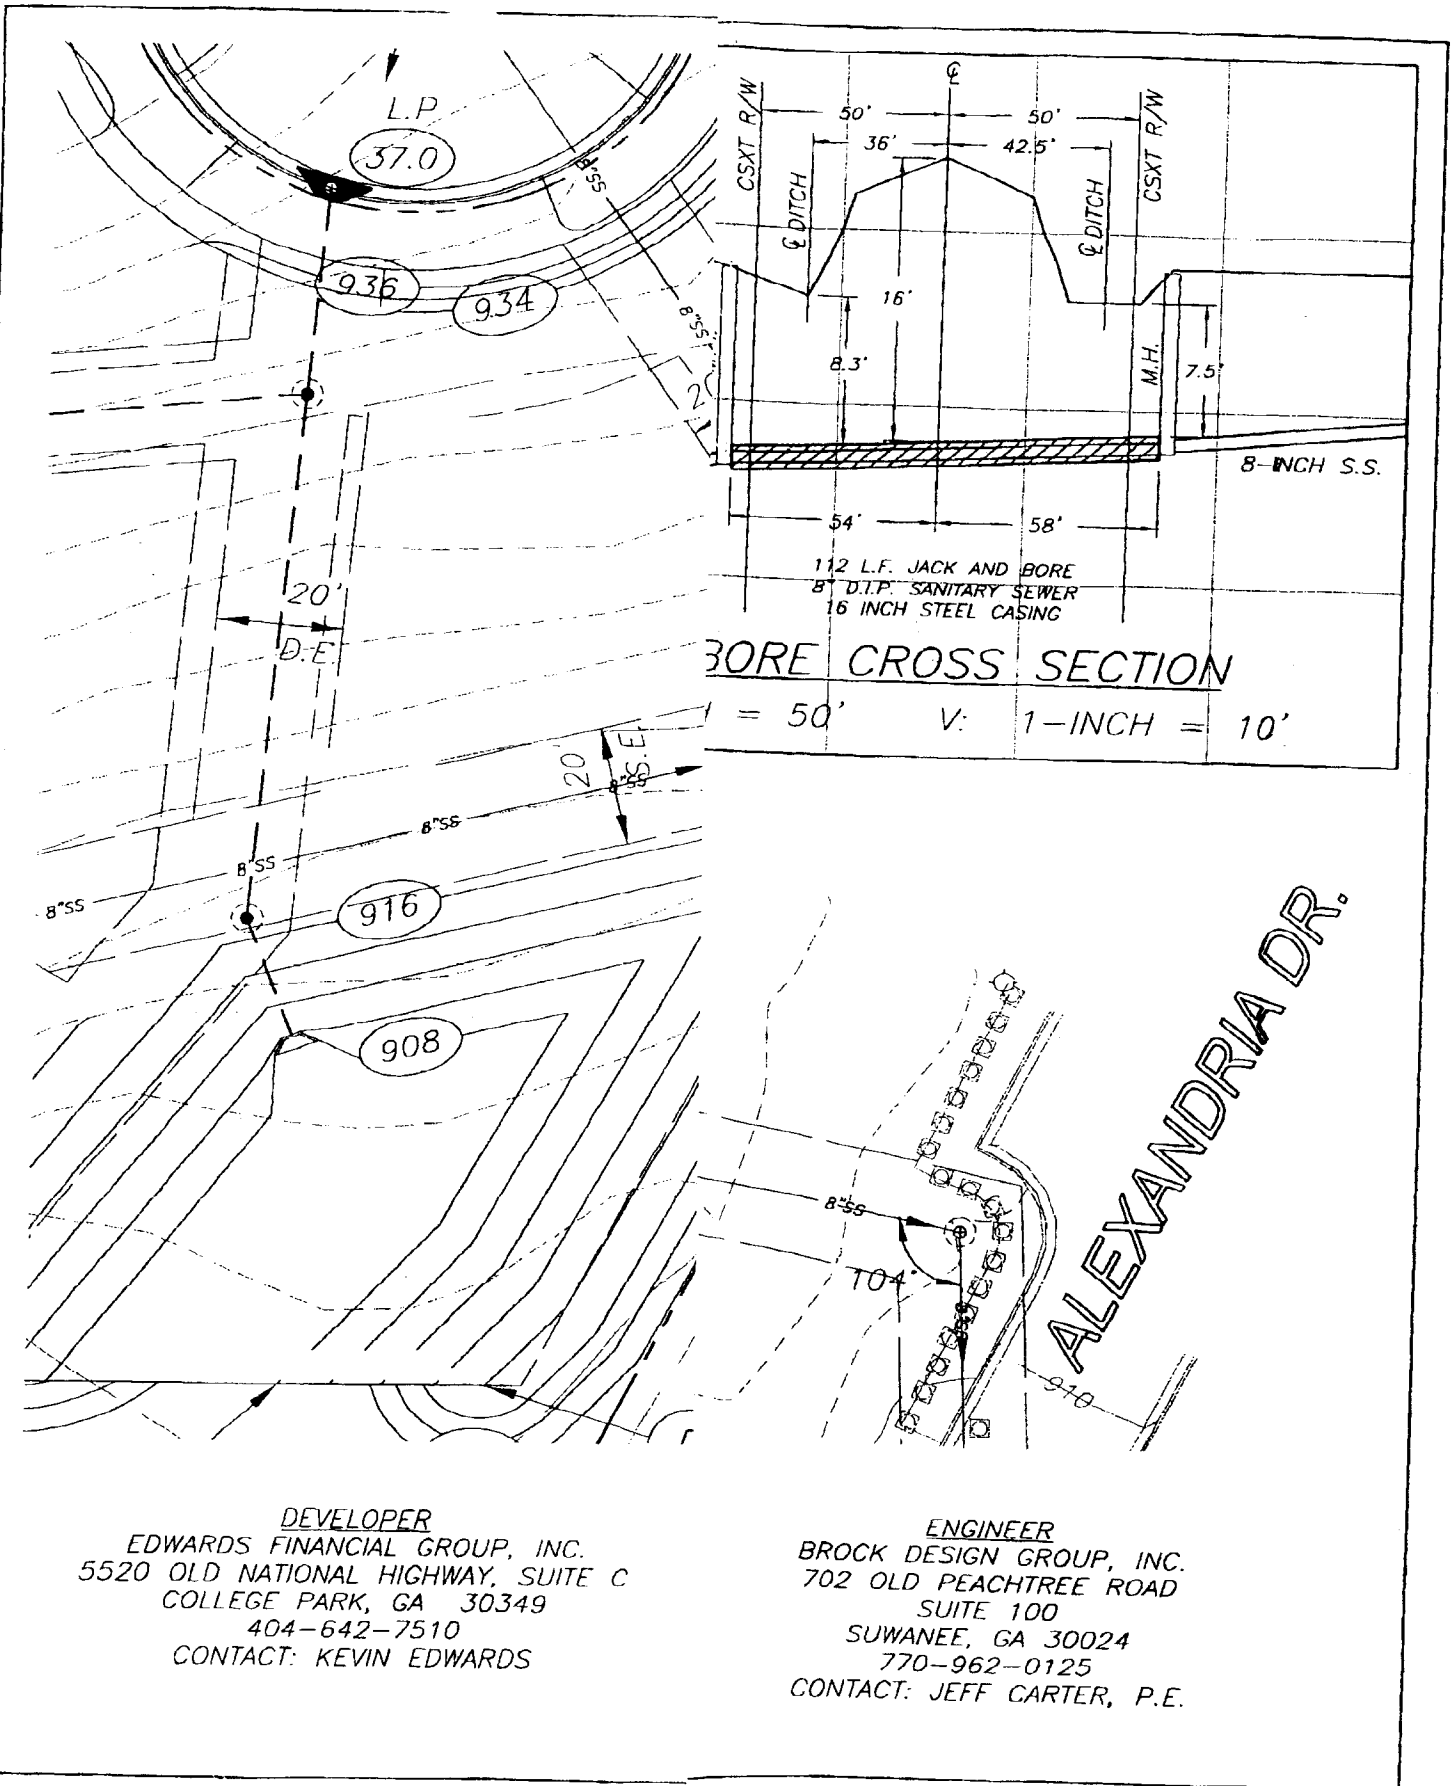 L.P
37.0
936
934
8"SS
8"SS
20'
D.E.
20'
S.E.
8"SS
8"SS
8"SS
8"SS
916
908
CSXT R/W
℄
50'
50'
36'
42.5'
CSXT R/W
℄ DITCH
℄ DITCH
16'
8.3'
M.H.
7.5'
8-INCH S.S.
54'
58'
112 L.F. JACK AND BORE
8" D.I.P. SANITARY SEWER
16 INCH STEEL CASING
BORE CROSS SECTION
= 50' V: 1-INCH = 10'
ALEXANDRIA DR.
8"SS
104°
910
DEVELOPER
EDWARDS FINANCIAL GROUP, INC.
5520 OLD NATIONAL HIGHWAY, SUITE C
COLLEGE PARK, GA 30349
404-642-7510
CONTACT: KEVIN EDWARDS
ENGINEER
BROCK DESIGN GROUP, INC.
702 OLD PEACHTREE ROAD
SUITE 100
SUWANEE, GA 30024
770-962-0125
CONTACT: JEFF CARTER, P.E.